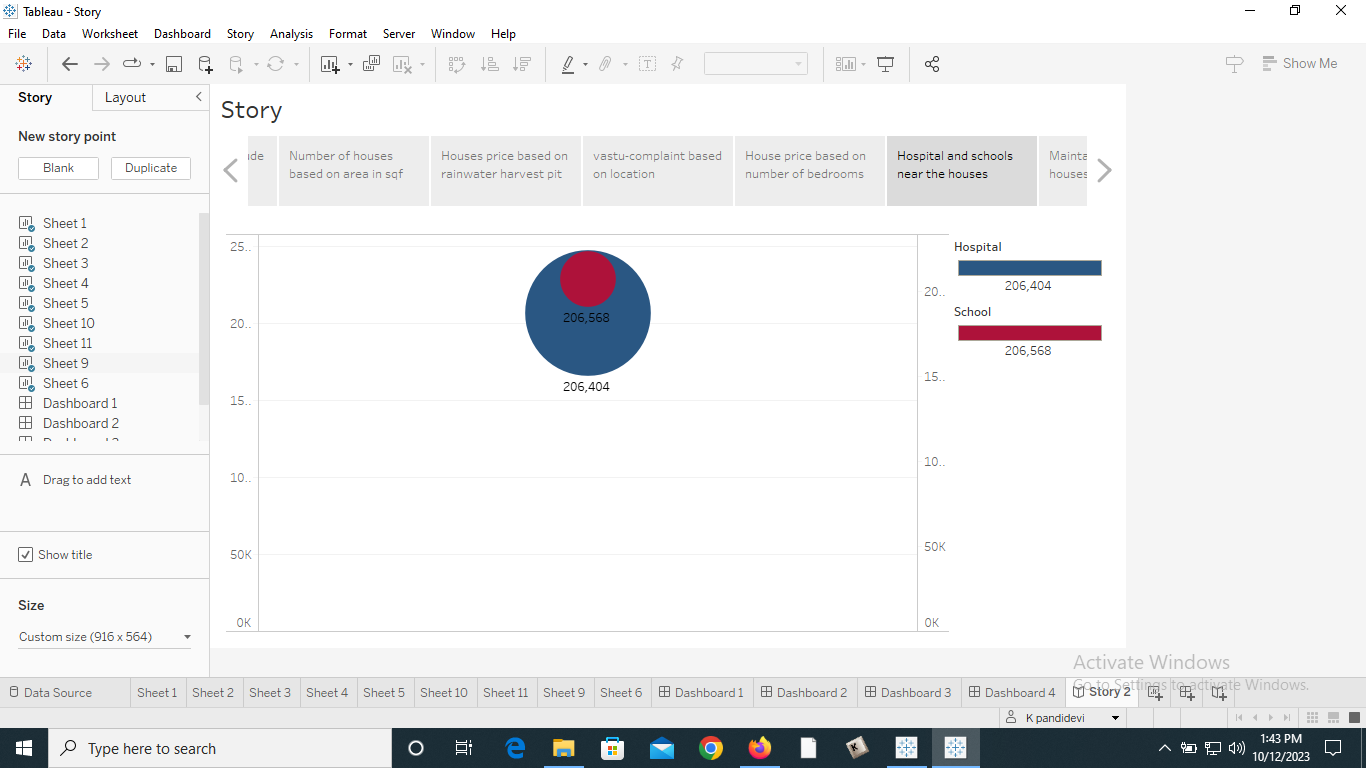 Tableau - Story
File Data Worksheet Dashboard Story Analysis Format Server Window Help
Show Me
Story Layout
New story point
Blank Duplicate
Sheet 1
Sheet 2
Sheet 3
Sheet 4
Sheet 5
Sheet 10
Sheet 11
Sheet 9
Sheet 6
Dashboard 1
Dashboard 2
A Drag to add text
Show title
Size
Custom size (916 x 564)
Story
Number of houses
based on area in sqf
Houses price based on
rainwater harvest pit
vastu-complaint based
on location
House price based on
number of bedrooms
Hospital and schools
near the houses
Mainta
houses
25..
20..
15..
10..
50K
0K
206,568
206,404
20..
15..
10..
50K
0K
Hospital
206,404
School
206,568
Activate Windows
Go to Settings to activate Windows.
Data Source Sheet 1 Sheet 2 Sheet 3 Sheet 4 Sheet 5 Sheet 10 Sheet 11 Sheet 9 Sheet 6 Dashboard 1 Dashboard 2 Dashboard 3 Dashboard 4 Story 2
K pandidevi
Type here to search
1:43 PM
10/12/2023